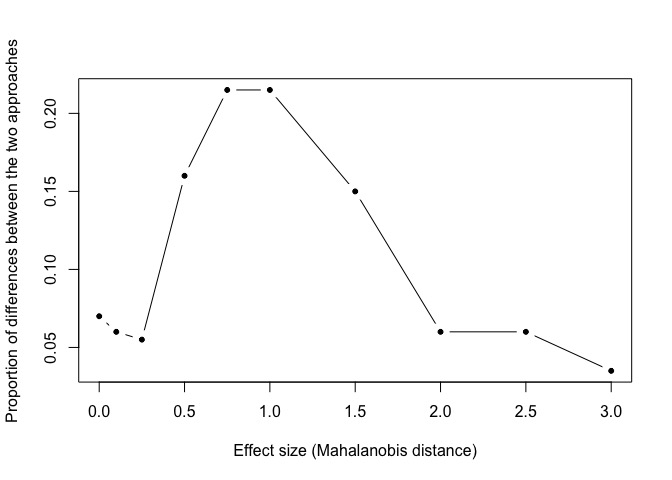 Proportion of differences between the two approaches
0.20
0.15
0.10
0.05
0.0 0.5 1.0 1.5 2.0 2.5 3.0
Effect size (Mahalanobis distance)